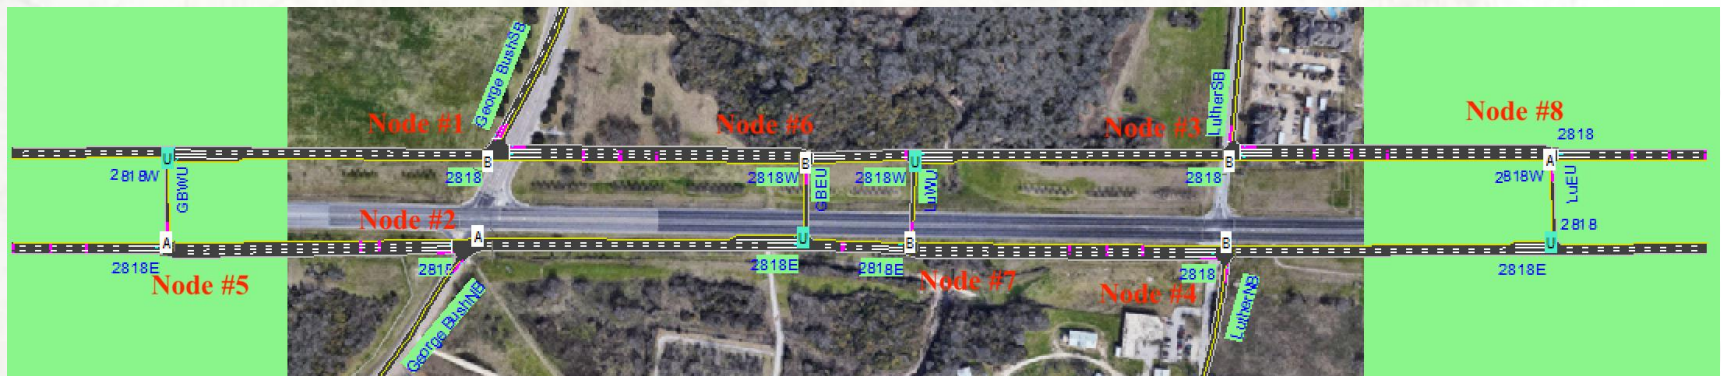 George BushSB
Node #1
Node #6
Node #3
LutherSB
Node #8
2818
U
B
B
U
B
A
2818W
GBWU
2818
2818W
GBEU
2818W
LuWU
2818
2818W
LuEU
Node #2
A
A
U
B
B
U
2818
2818E
2818
2818E
2818E
2818
2818E
Node #5
Node #7
Node #4
George BushNB
LutherNB